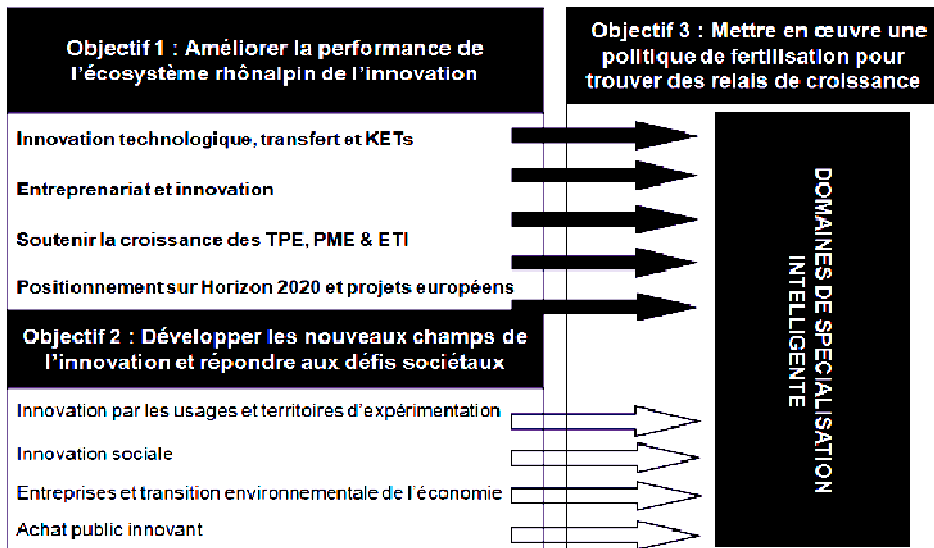 Objectif 1 : Améliorer la performance de
l'écosystème rhônalpin de l'innovation
Innovation technologique, transfert et KETs
Entreprenariat et innovation
Soutenir la croissance des TPE, PME & ETI
Positionnement sur Horizon 2020 et projets européens
Objectif 2 : Développer les nouveaux champs de
l'innovation et répondre aux défis sociétaux
Innovation par les usages et territoires d'expérimentation
Innovation sociale
Entreprises et transition environnementale de l'économie
Achat public innovant
Objectif 3 : Mettre en œuvre une
politique de fertilisation pour
trouver des relais de croissance
DOMAINES DE SPECIALISATION
INTELLIGENTE